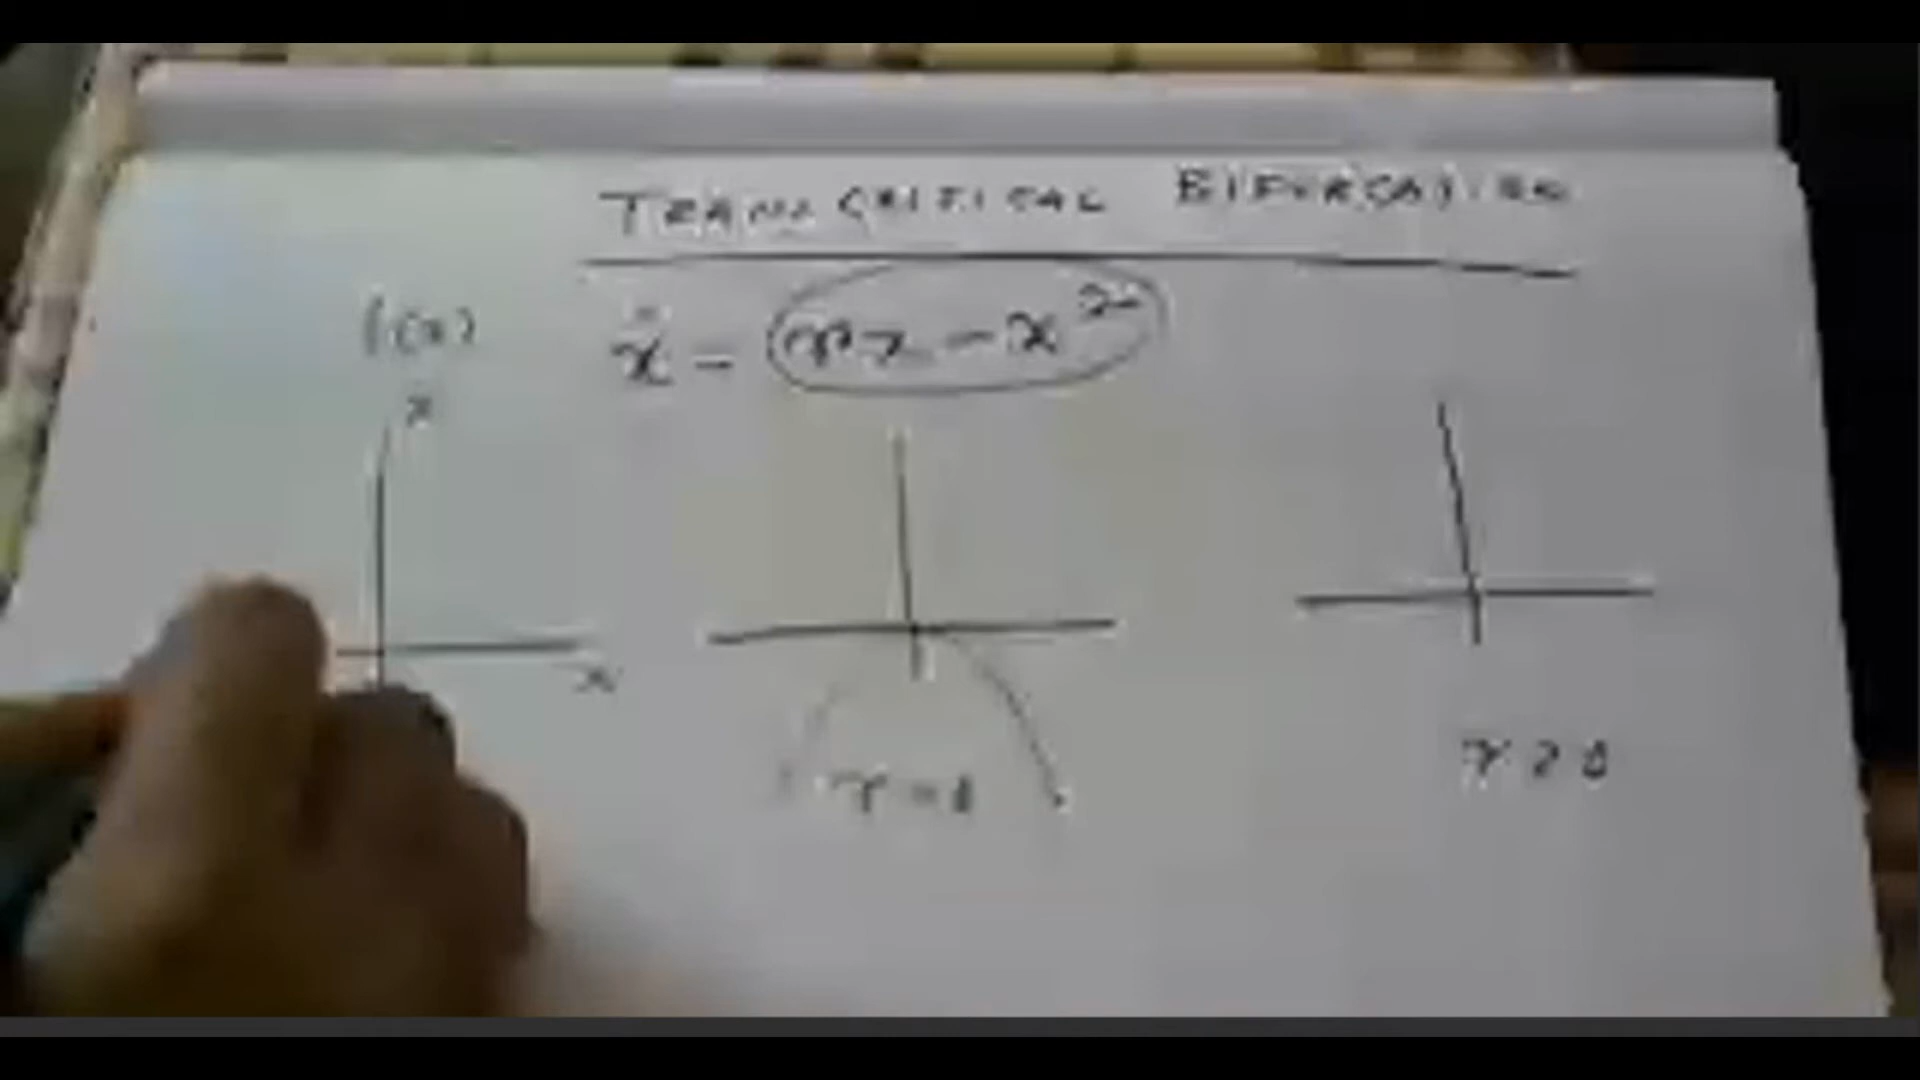 TRANSCRITICAL BIFURCATION
f(x) ẋ = rx - x²
ẋ
x
r = 0
r > 0